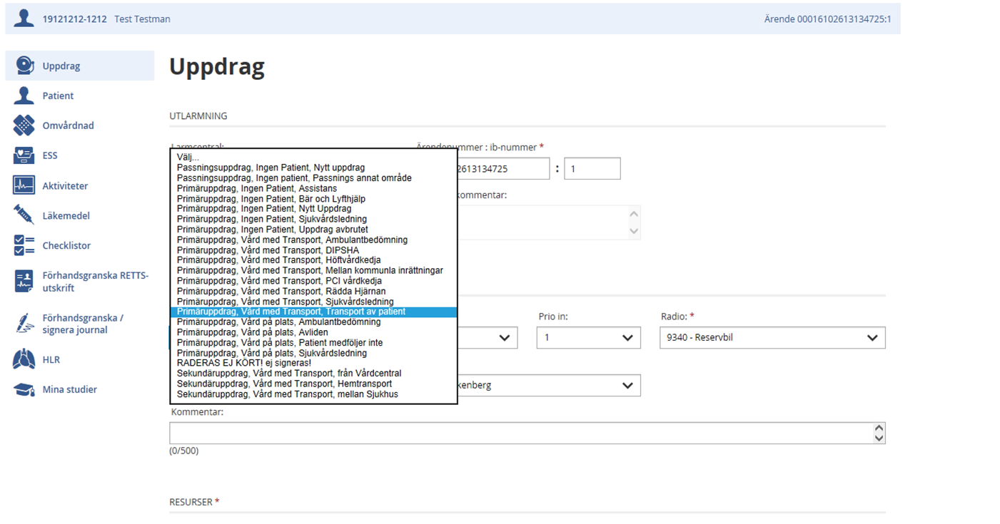 19121212-1212 Test Testman
Ärende 00016102613134725:1
Uppdrag
Patient
Omvårdnad
ESS
Aktiviteter
Läkemedel
Checklistor
Förhandsgranska RETTS-
utskrift
Förhandsgranska /
signera journal
HLR
Mina studier
Uppdrag
UTLARMNING
Larmcentral:
Ärendenummer : ib-nummer *
2613134725 : 1
kommentar:
Välj...
Passningsuppdrag, Ingen Patient, Nytt uppdrag
Passningsuppdrag, Ingen patient, Passnings annat område
Primäruppdrag, Ingen Patient, Assistans
Primäruppdrag, Ingen Patient, Bär och Lyfthjälp
Primäruppdrag, Ingen Patient, Nytt Uppdrag
Primäruppdrag, Ingen Patient, Sjukvårdsledning
Primäruppdrag, Ingen Patient, Uppdrag avbrutet
Primäruppdrag, Vård med Transport, Ambulantbedömning
Primäruppdrag, Vård med Transport, DIPSHA
Primäruppdrag, Vård med Transport, Höftvårdkedja
Primäruppdrag, Vård med Transport, Mellan kommunla inrättningar
Primäruppdrag, Vård med Transport, PCI vårdkedja
Primäruppdrag, Vård med Transport, Rädda Hjärnan
Primäruppdrag, Vård med Transport, Sjukvårdsledning
Primäruppdrag, Vård med Transport, Transport av patient
Primäruppdrag, Vård på plats, Ambulantbedömning
Primäruppdrag, Vård på plats, Avliden
Primäruppdrag, Vård på plats, Patient medföljer inte
Primäruppdrag, Vård på plats, Sjukvårdsledning
RADERAS EJ KÖRT! ej signeras!
Sekundäruppdrag, Vård med Transport, från Vårdcentral
Sekundäruppdrag, Vård med Transport, Hemtransport
Sekundäruppdrag, Vård med Transport, mellan Sjukhus
Prio in:
1
Radio: *
9340 - Reservbil
kenberg
Kommentar:
(0/500)
RESURSER *